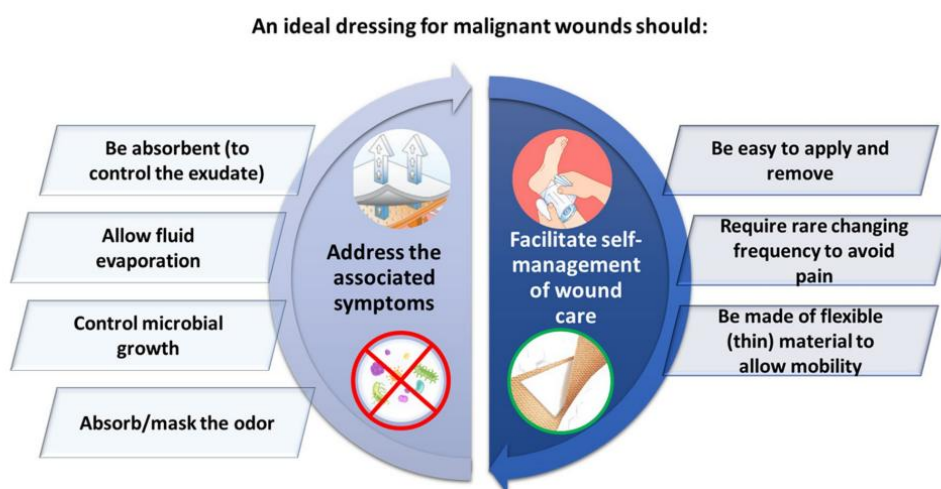 An ideal dressing for malignant wounds should:
Be absorbent (to
control the exudate)
Allow fluid
evaporation
Control microbial
growth
Absorb/mask the odor
Address the
associated
symptoms
Facilitate self-
management
of wound
care
Be easy to apply and
remove
Require rare changing
frequency to avoid
pain
Be made of flexible
(thin) material to
allow mobility